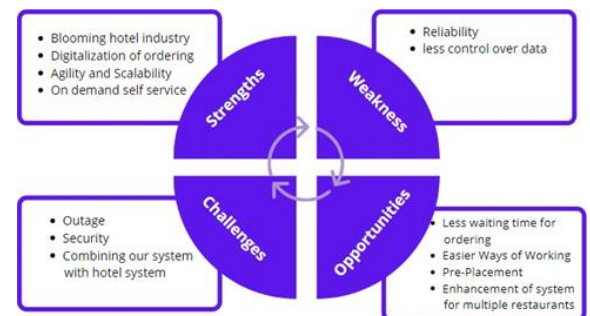 • Blooming hotel industry
• Digitalization of ordering
• Agility and Scalability
• On demand self service
Strengths
• Reliability
• less control over data
Weakness
• Outage
• Security
• Combining our system
with hotel system
Challenges
• Less waiting time for
ordering
• Easier Ways of Working
• Pre-Placement
• Enhancement of system
for multiple restaurants
Opportunities